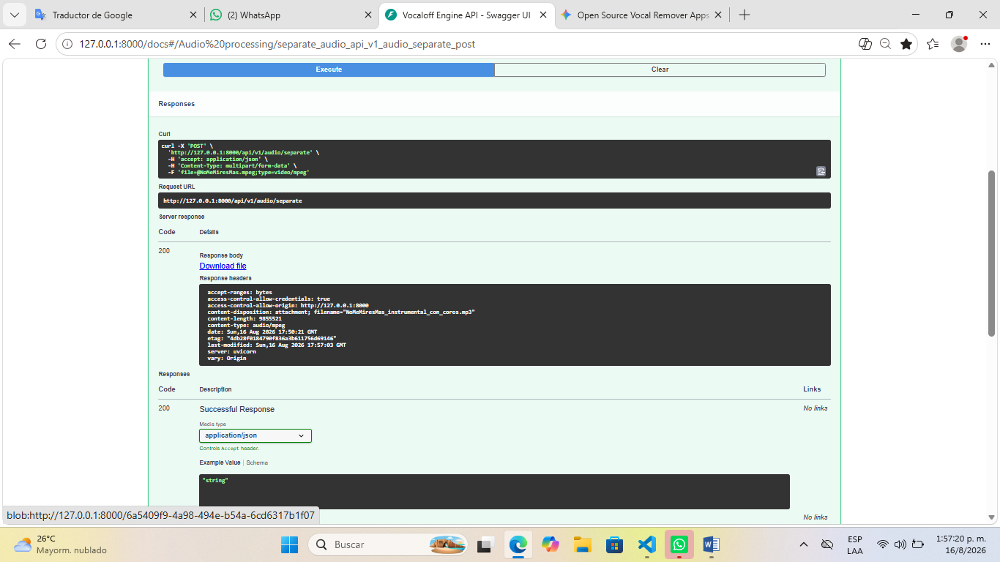 Traductor de Google
(2) WhatsApp
Vocaloff Engine API - Swagger UI
Open Source Vocal Remover Apps
127.0.0.1:8000/docs#/Audio%20processing/separate_audio_api_v1_audio_separate_post
Execute
Clear
Responses
Curl
curl -X 'POST' \
'http://127.0.0.1:8000/api/v1/audio/separate' \
-H 'accept: application/json' \
-H 'Content-Type: multipart/form-data' \
-F 'file=@NoMeMiresMas.mpeg;type=video/mpeg'
Request URL
http://127.0.0.1:8000/api/v1/audio/separate
Server response
Code Details
200
Response body
Download file
Response headers
accept-ranges: bytes
access-control-allow-credentials: true
access-control-allow-origin: http://127.0.0.1:8000
content-disposition: attachment; filename="NoMeMiresMas_instrumental_con_coros.mp3"
content-length: 9855521
content-type: audio/mpeg
date: Sun,16 Aug 2026 17:50:21 GMT
etag: "4db28f0184790f836a3b611756d69146"
last-modified: Sun,16 Aug 2026 17:57:03 GMT
server: uvicorn
vary: Origin
Responses
Code Description Links
200 Successful Response No links
Media type
application/json
Controls Accept header.
Example Value | Schema
"string"
No links
blob:http://127.0.0.1:8000/6a5409f9-4a98-494e-b54a-6cd6317b1f07
26°C
Mayorm. nublado
Buscar
ESP
LAA
1:57:20 p. m.
16/8/2026